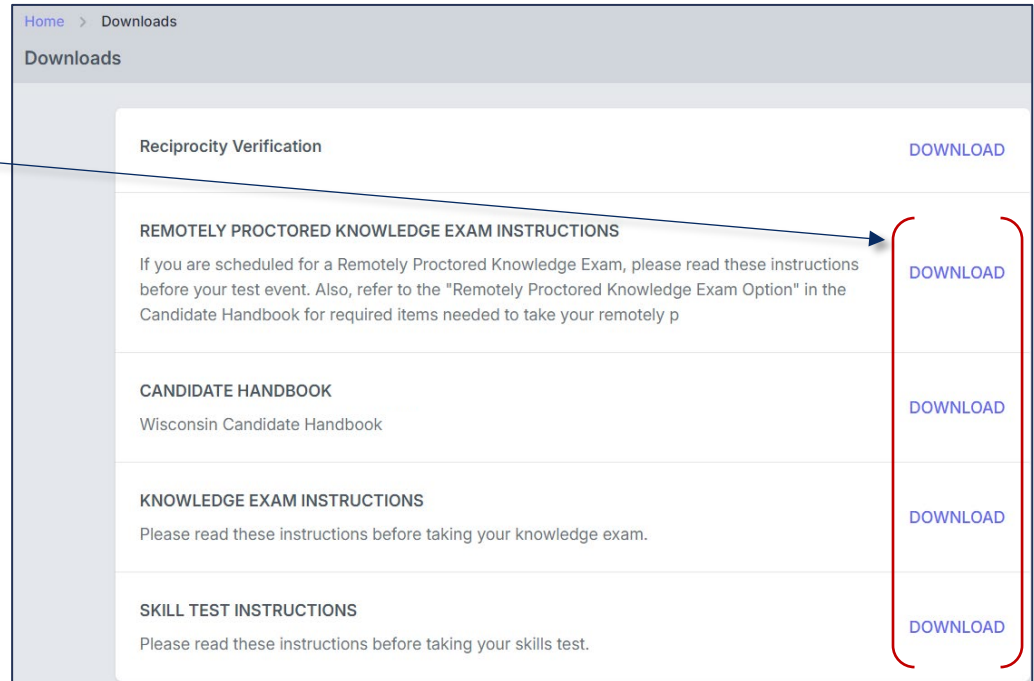 Home > Downloads
Downloads
Reciprocity Verification
DOWNLOAD
REMOTELY PROCTORED KNOWLEDGE EXAM INSTRUCTIONS
If you are scheduled for a Remotely Proctored Knowledge Exam, please read these instructions
before your test event. Also, refer to the "Remotely Proctored Knowledge Exam Option" in the
Candidate Handbook for required items needed to take your remotely p
DOWNLOAD
CANDIDATE HANDBOOK
Wisconsin Candidate Handbook
DOWNLOAD
KNOWLEDGE EXAM INSTRUCTIONS
Please read these instructions before taking your knowledge exam.
DOWNLOAD
SKILL TEST INSTRUCTIONS
Please read these instructions before taking your skills test.
DOWNLOAD